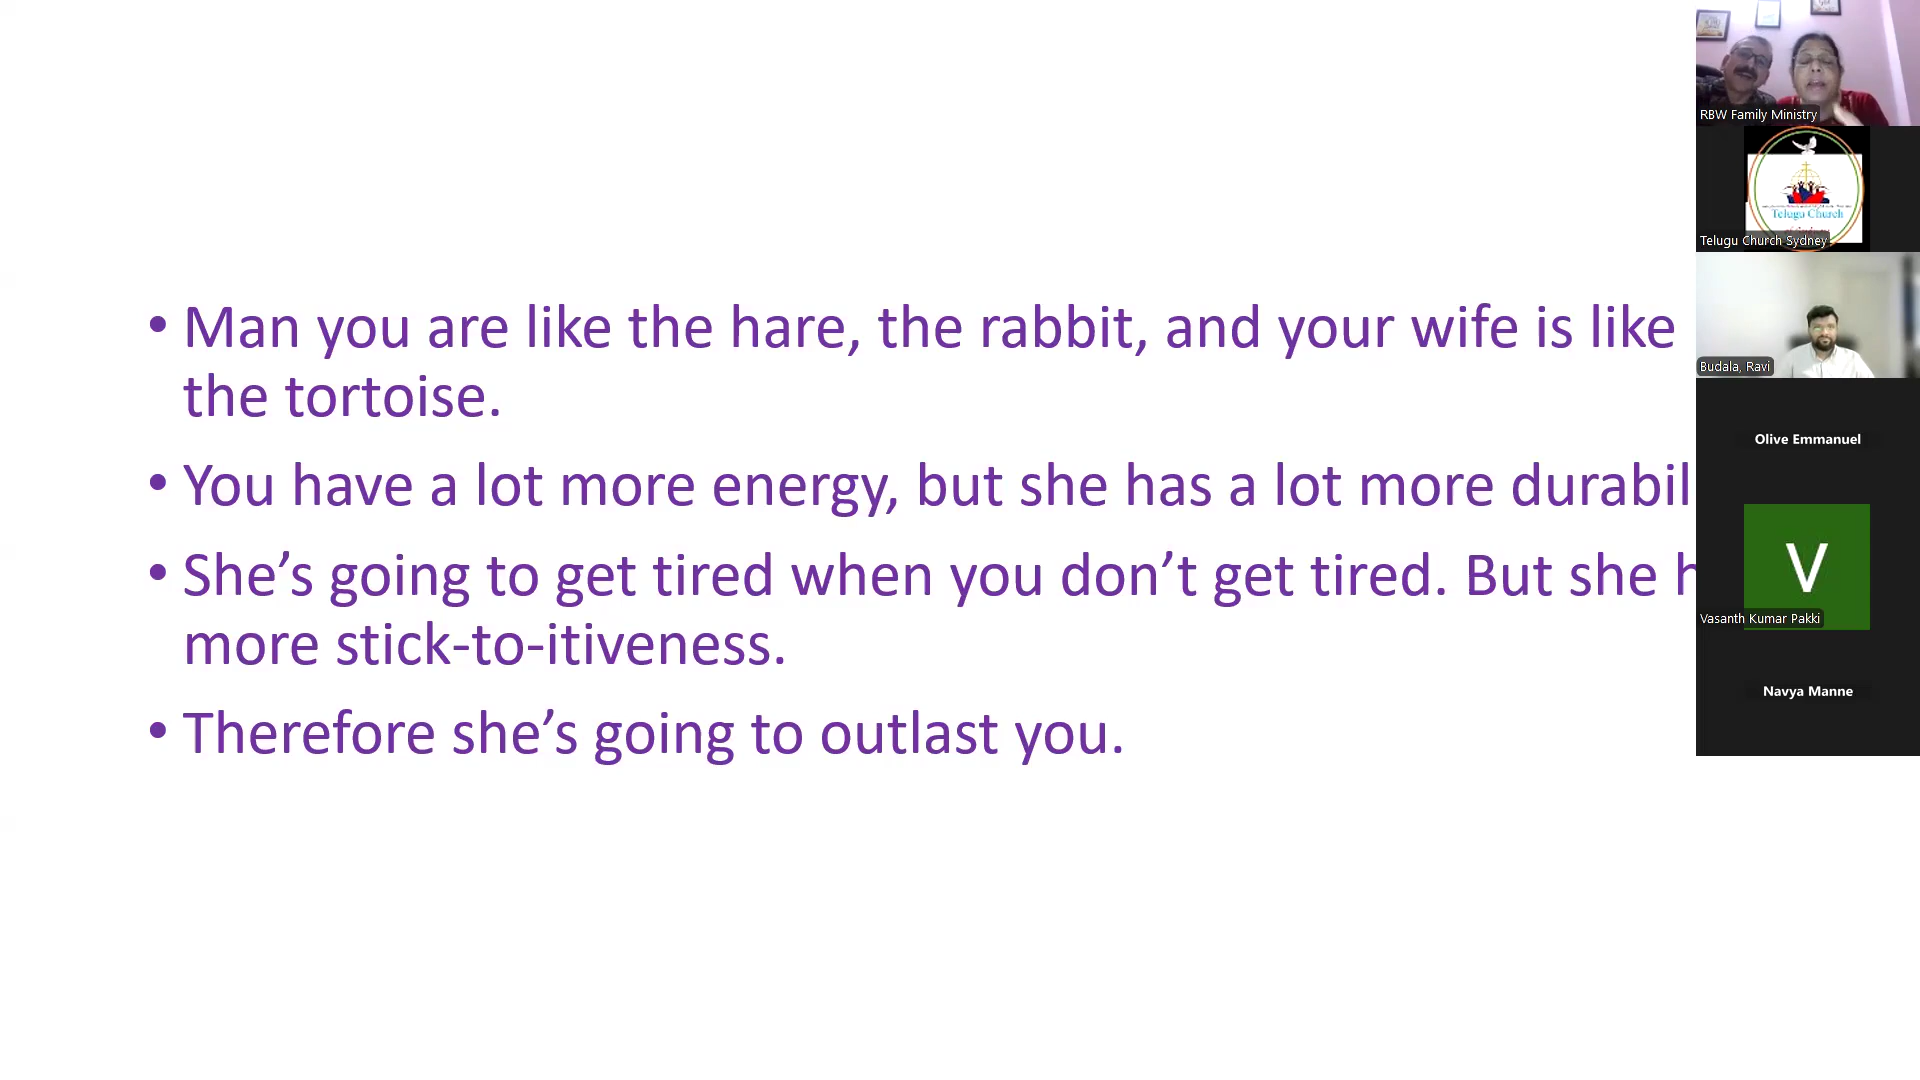 • Man you are like the hare, the rabbit, and your wife is like
the tortoise.
• You have a lot more energy, but she has a lot more durabil
• She’s going to get tired when you don’t get tired. But she h
more stick-to-itiveness.
• Therefore she’s going to outlast you.
RBW Family Ministry
Telugu Church
Telugu Church Sydney
Budala, Ravi
Olive Emmanuel
V
Vasanth Kumar Pakki
Navya Manne